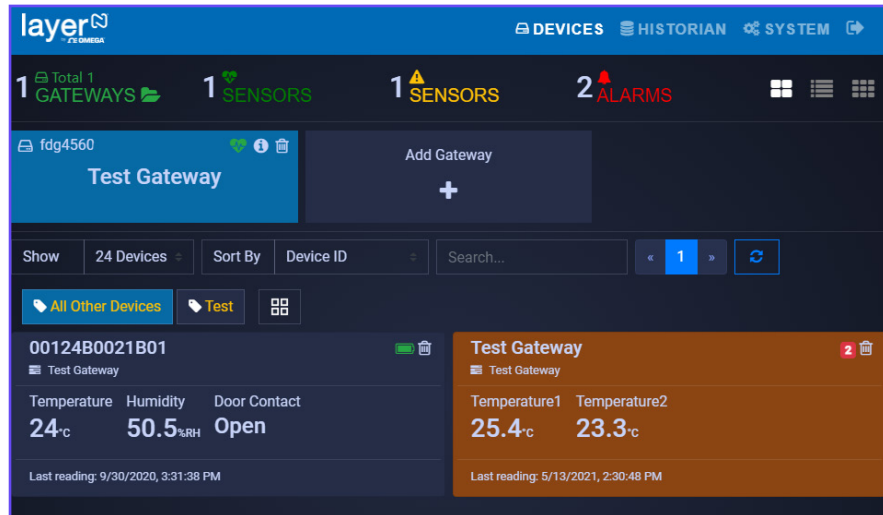 layer N
BY Ω OMEGA
DEVICES HISTORIAN SYSTEM
1 Total 1 GATEWAYS
1 SENSORS
1 SENSORS
2 ALARMS
fdg4560
Test Gateway
Add Gateway
+
Show 24 Devices Sort By Device ID Search... « 1 »
All Other Devices Test
00124B0021B01
Test Gateway
Temperature Humidity Door Contact
24°C 50.5%RH Open
Last reading: 9/30/2020, 3:31:38 PM
Test Gateway 2
Test Gateway
Temperature1 Temperature2
25.4°C 23.3°C
Last reading: 5/13/2021, 2:30:48 PM